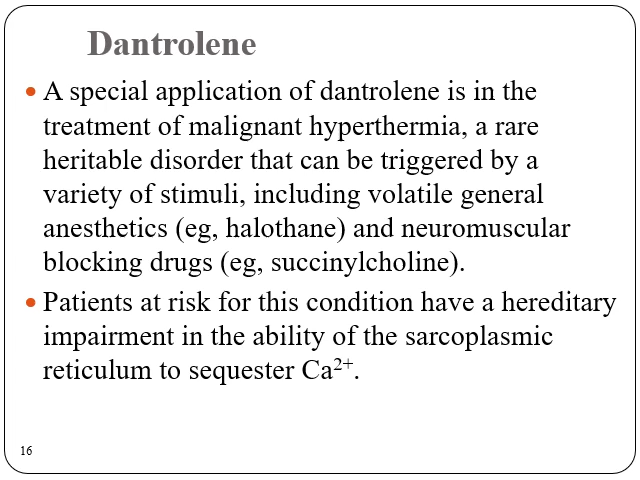 Dantrolene
• A special application of dantrolene is in the
treatment of malignant hyperthermia, a rare
heritable disorder that can be triggered by a
variety of stimuli, including volatile general
anesthetics (eg, halothane) and neuromuscular
blocking drugs (eg, succinylcholine).
• Patients at risk for this condition have a hereditary
impairment in the ability of the sarcoplasmic
reticulum to sequester Ca²⁺.
16